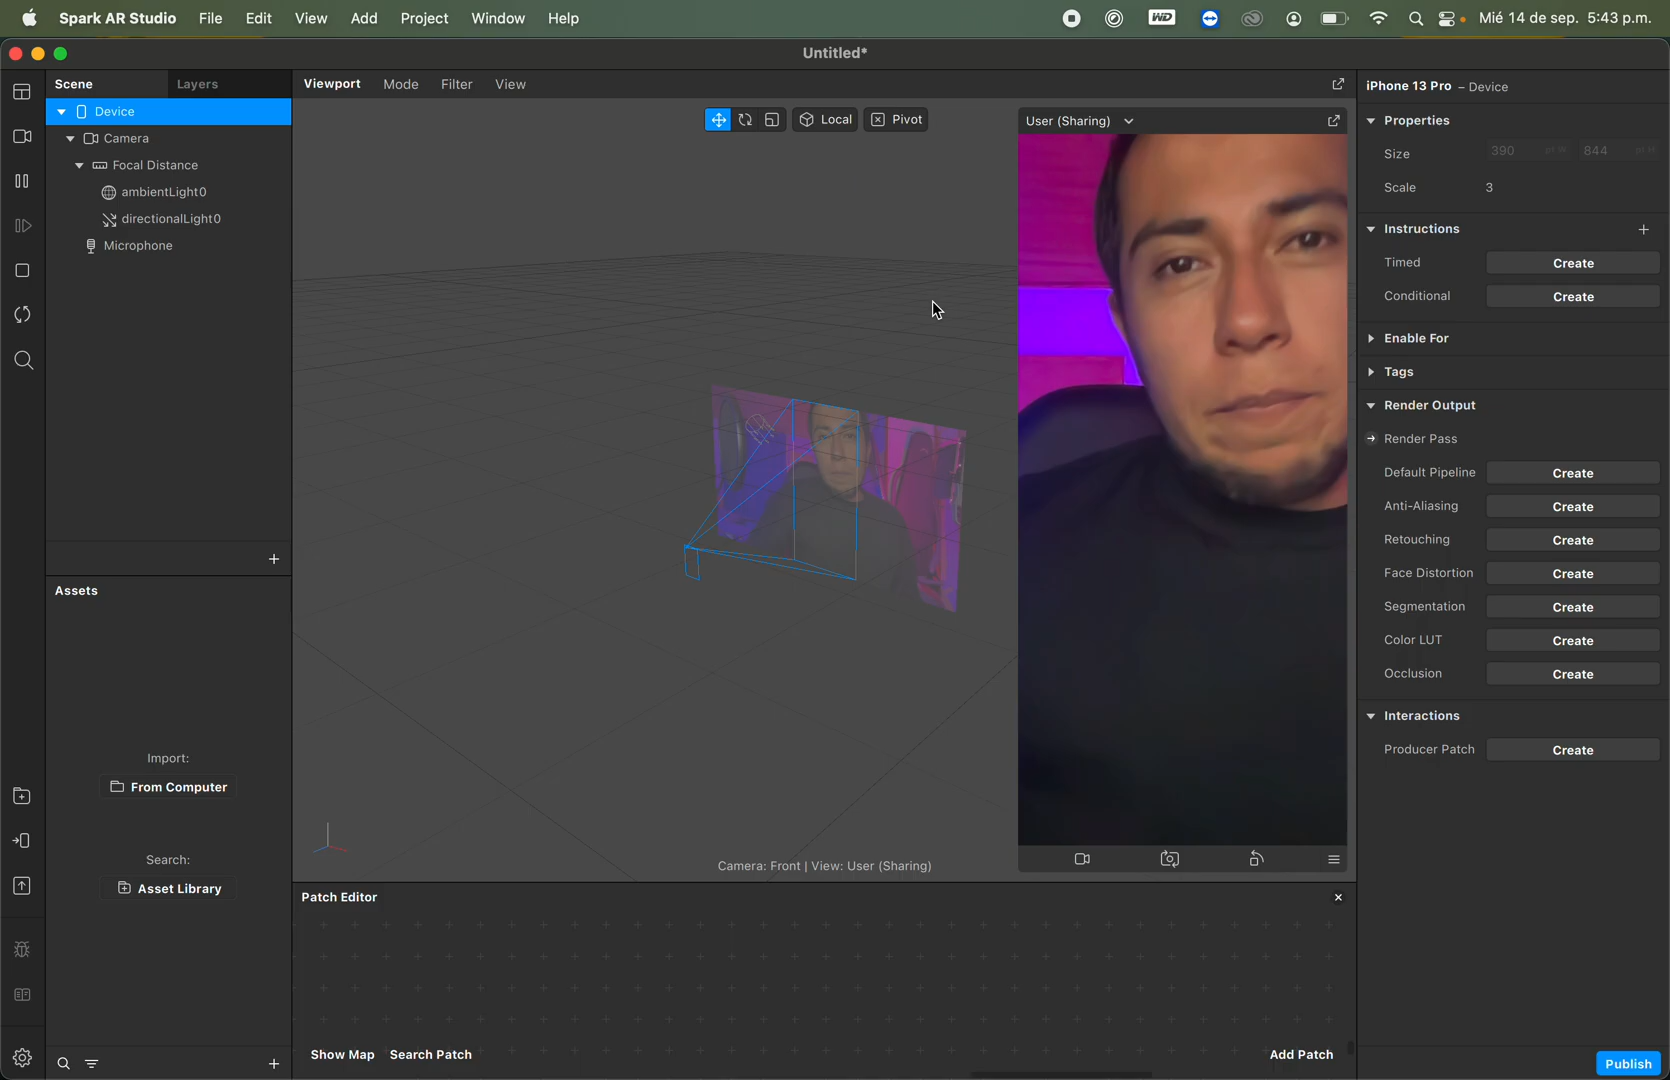 Spark AR Studio File Edit View Add Project Window Help WD Mié 14 de sep. 5:43 p.m.
Untitled*
Scene Layers
Device
Camera
Focal Distance
ambientLight0
directionalLight0
Microphone
Assets
Import:
From Computer
Search:
Asset Library
Viewport Mode Filter View
Local Pivot
User (Sharing)
Camera: Front | View: User (Sharing)
Patch Editor
Show Map Search Patch Add Patch
iPhone 13 Pro – Device
Properties
Size 390 pt W 844 pt H
Scale 3
Instructions
Timed Create
Conditional Create
Enable For
Tags
Render Output
Render Pass
Default Pipeline Create
Anti-Aliasing Create
Retouching Create
Face Distortion Create
Segmentation Create
Color LUT Create
Occlusion Create
Interactions
Producer Patch Create
Publish